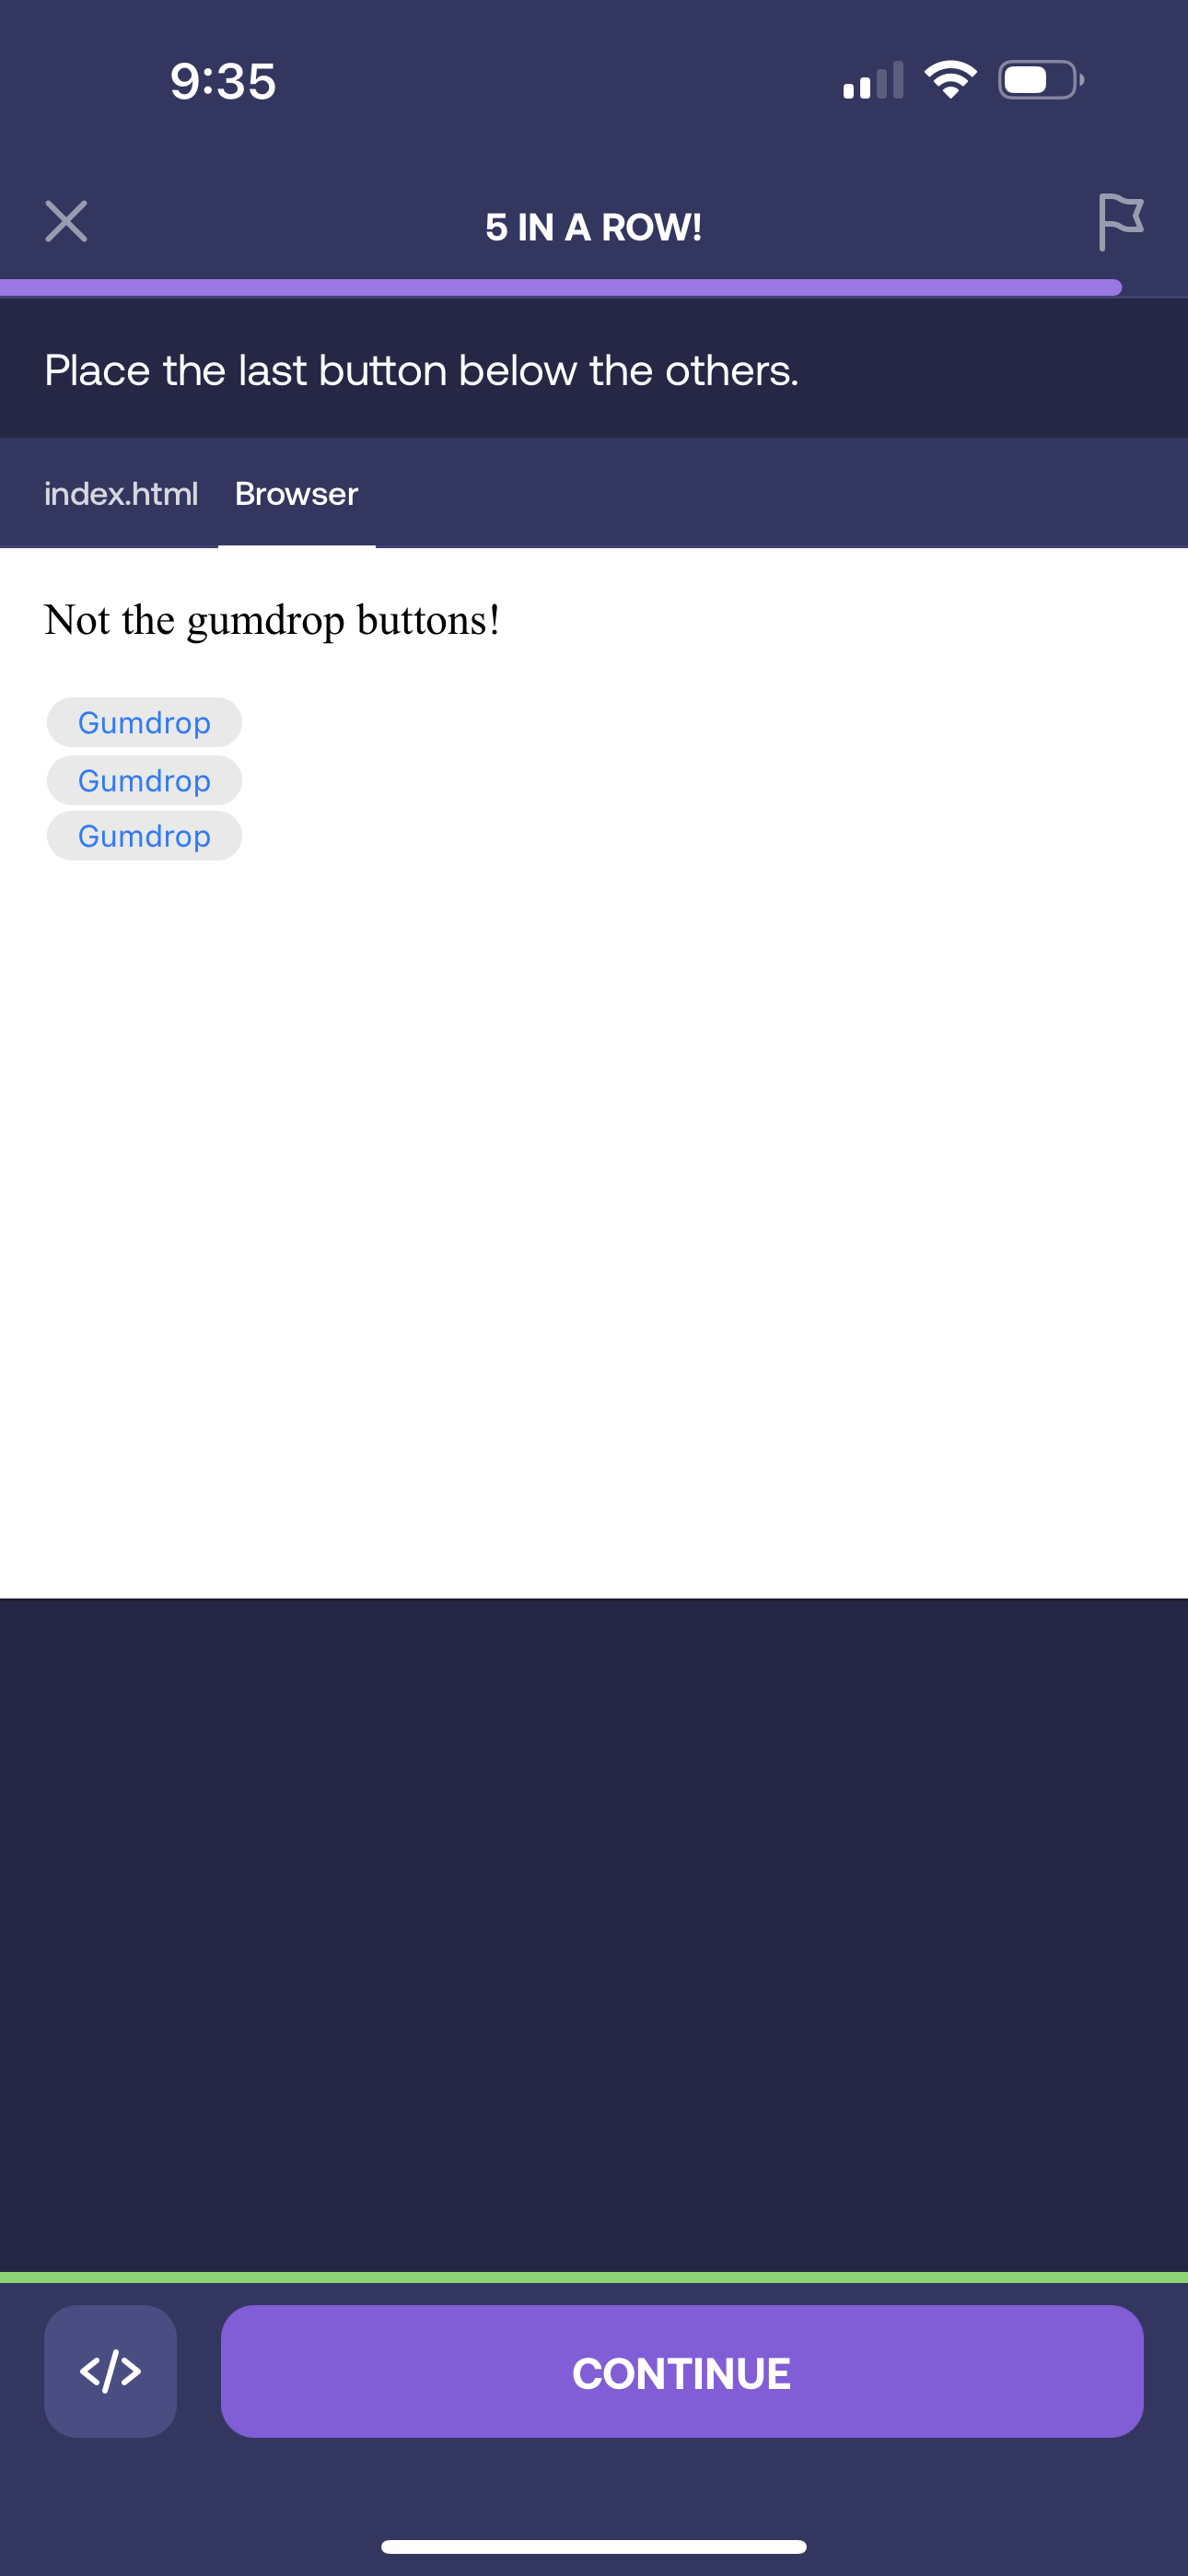 9:35
5 IN A ROW!
Place the last button below the others.
index.html Browser
Not the gumdrop buttons!
Gumdrop
Gumdrop
Gumdrop
</>
CONTINUE